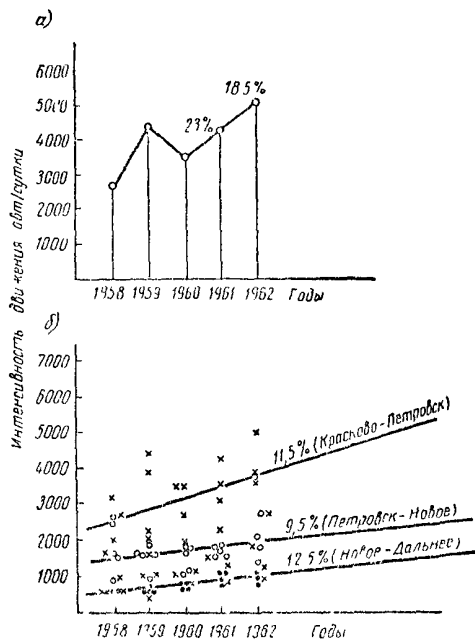 а)
Интенсивность движения авт/сутки
6000
5000
4000
3000
2000
1000
23%
18.5%
1958 1959 1960 1961 1962 Годы
б)
7000
6000
5000
4000
3000
2000
1000
11,5% (Красково-Петровск)
9,5% (Петровск-Новое)
12.5% (Новое-Дальнее)
1958 1959 1960 1961 1962 Годы